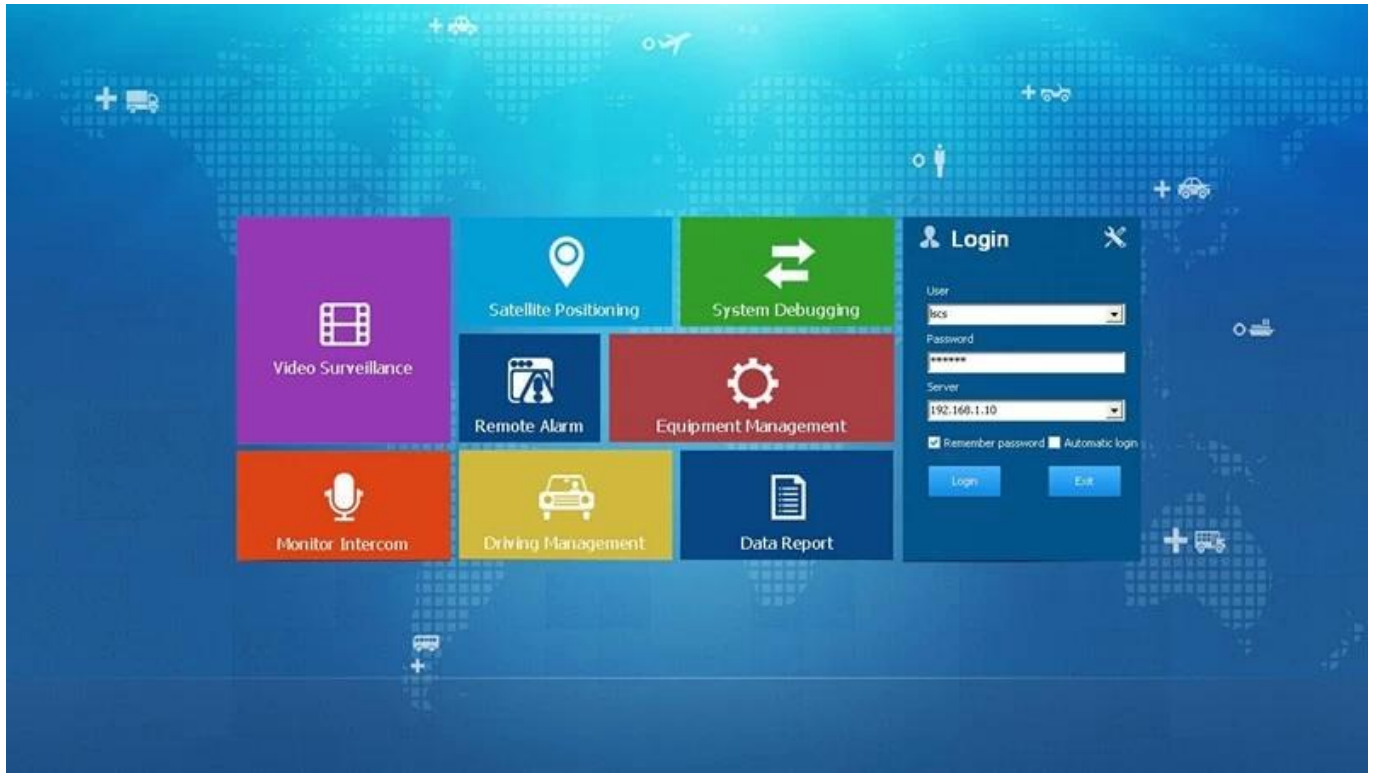 Login
User
lscs
Password
******
Server
192.168.1.10
Remember password
Automatic login
Login
Exit
Satellite Positioning
System Debugging
Video Surveillance
Remote Alarm
Equipment Management
Monitor Intercom
Driving Management
Data Report